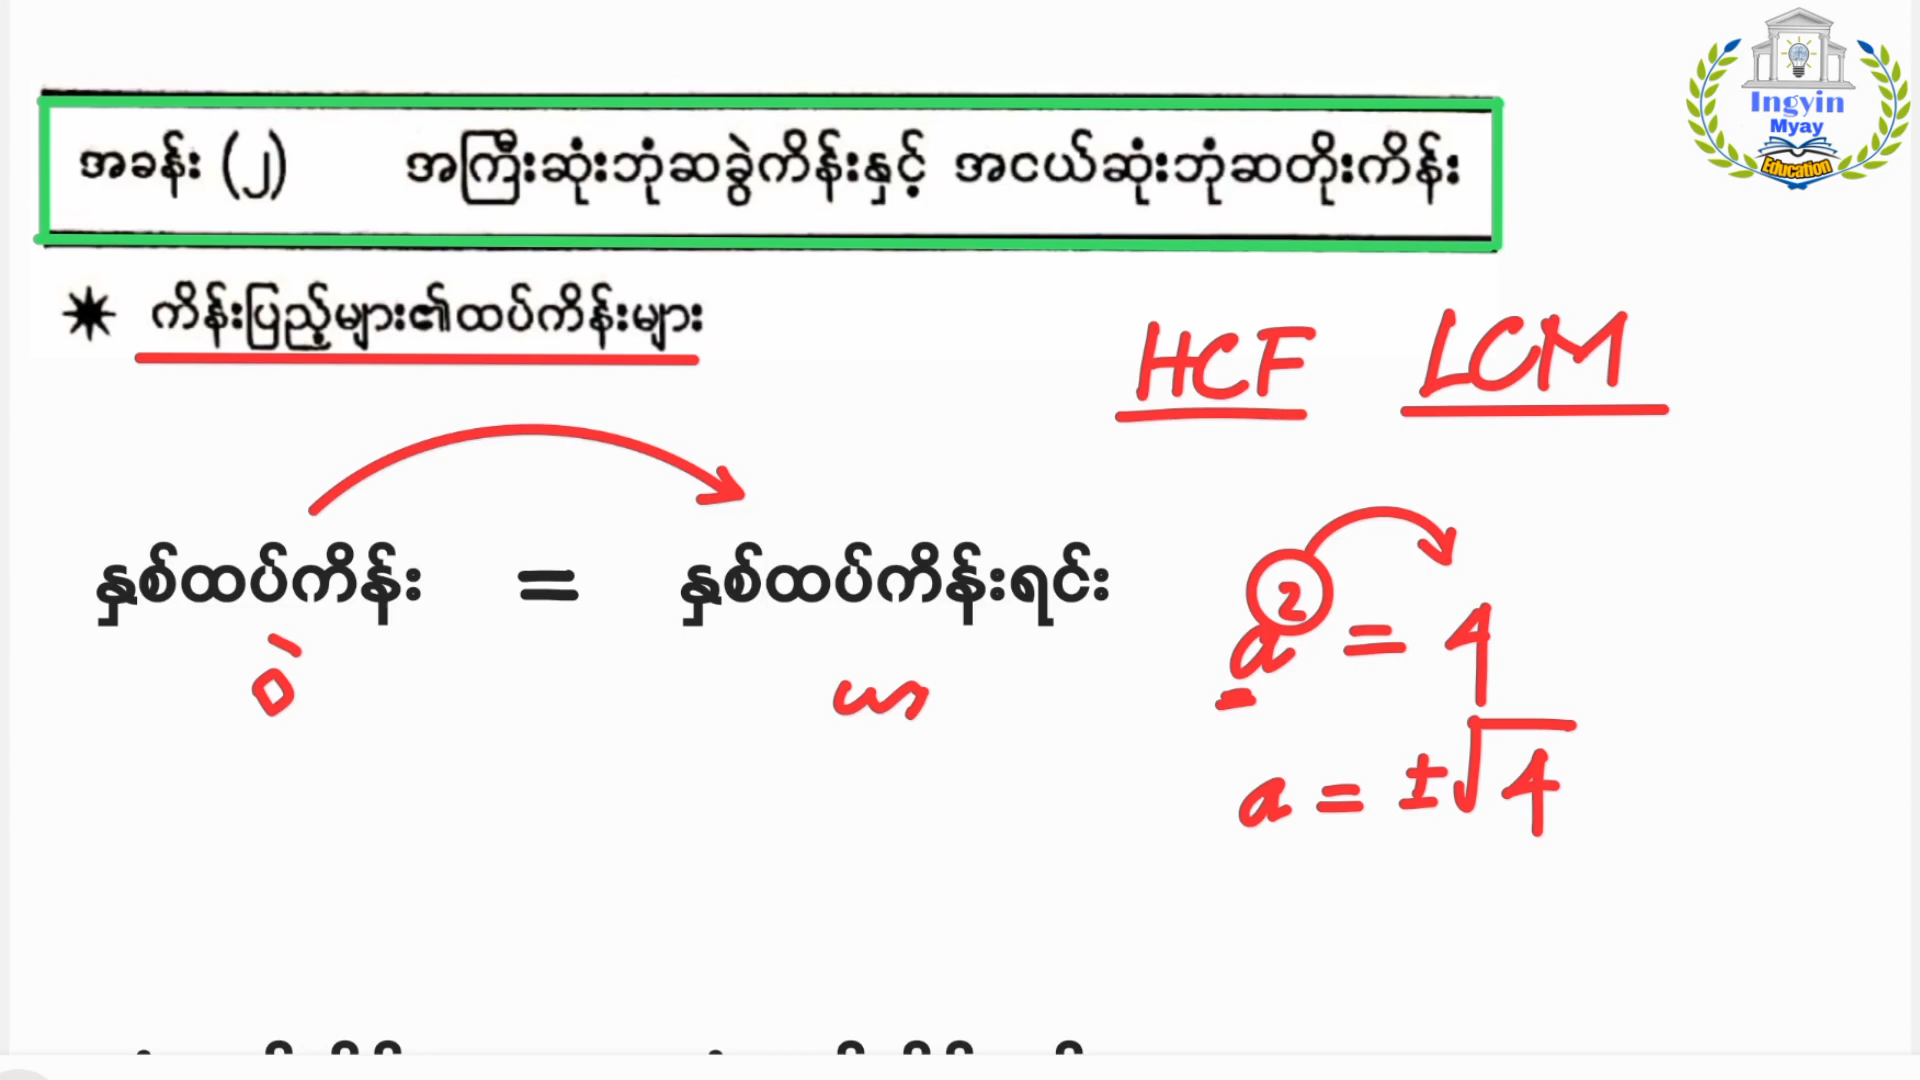 Ingyin
Myay
Education
အခန်း (၂) အကြီးဆုံးဘုံဆခွဲကိန်းနှင့် အငယ်ဆုံးဘုံဆတိုးကိန်း
ကိန်းပြည့်များ၏ထပ်ကိန်းများ
HCF LCM
နှစ်ထပ်ကိန်း = နှစ်ထပ်ကိန်းရင်း
ဝဲ ယာ
a² = 4
a = ±√4